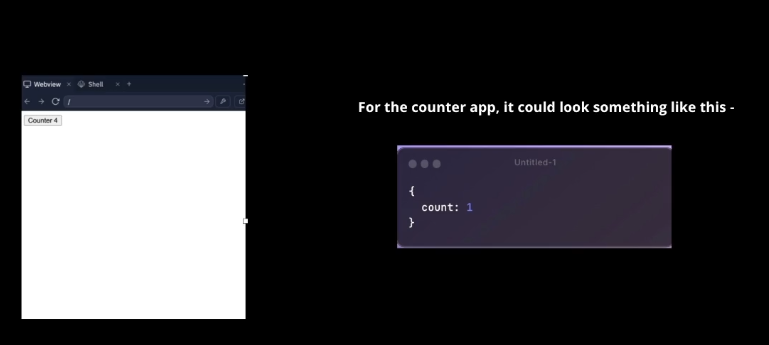 Webview × Shell × +
/
Counter 4
For the counter app, it could look something like this -
Untitled-1
{
count: 1
}